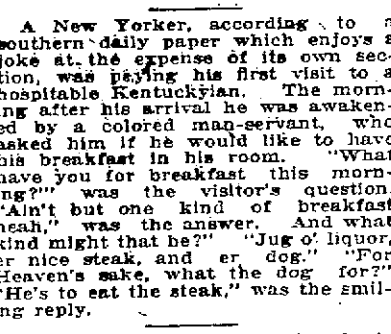 A New Yorker, according to a
southern daily paper which enjoys a
joke at the expense of its own sec-
tion, was paying his first visit to a
hospitable Kentuckyian. The morn-
ing after his arrival he was awaken-
ed by a colored man-servant, who
asked him if he would like to have
his breakfast in his room. "What
have you for breakfast this morn-
ing?'" was the visitor's question.
"Ain't but one kind of breakfast
heah," was the answer. And what
kind might that be?" "Jug o' liquor,
er nice steak, and er dog." "For
Heaven's sake, what the dog for?"
"He's to eat the steak," was the smil-
ing reply.